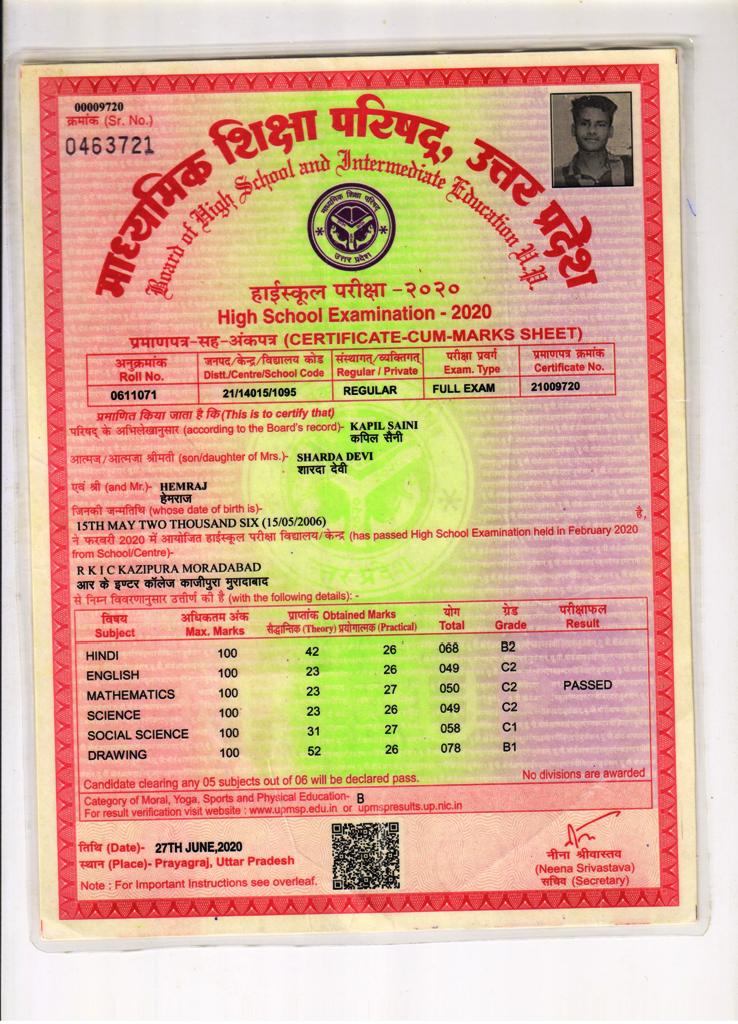 00009720
क्रमांक (Sr. No.)
0463721
माध्यमिक शिक्षा परिषद्, उत्तर प्रदेश
Board of High School and Intermediate Education U.P.
माध्यमिक शिक्षा परिषद्
उत्तर प्रदेश
हाईस्कूल परीक्षा -२०२०
High School Examination - 2020
प्रमाणपत्र-सह-अंकपत्र (CERTIFICATE-CUM-MARKS SHEET)
अनुक्रमांक जनपद/केन्द्र/विद्यालय कोड संस्थागत्/व्यक्तिगत् परीक्षा प्रवर्ग प्रमाणपत्र क्रमांक
Roll No. Distt./Centre/School Code Regular / Private Exam. Type Certificate No.
0611071 21/14015/1095 REGULAR FULL EXAM 21009720
प्रमाणित किया जाता है कि (This is to certify that)
परिषद् के अभिलेखानुसार (according to the Board's record)- KAPIL SAINI
कपिल सैनी
आत्मज/आत्मजा श्रीमती (son/daughter of Mrs.)- SHARDA DEVI
शारदा देवी
एवं श्री (and Mr.)- HEMRAJ
हेमराज
जिनकी जन्मतिथि (whose date of birth is)-
15TH MAY TWO THOUSAND SIX (15/05/2006) है,
ने फरवरी 2020 में आयोजित हाईस्कूल परीक्षा विद्यालय/केन्द्र (has passed High School Examination held in February 2020
from School/Centre)-
R K I C KAZIPURA MORADABAD
आर के इण्टर कॉलेज काजीपुरा मुरादाबाद
से निम्न विवरणानुसार उत्तीर्ण की है (with the following details): -
विषय अधिकतम अंक प्राप्तांक Obtained Marks योग ग्रेड परीक्षाफल
Subject Max. Marks सैद्धान्तिक (Theory) प्रयोगात्मक (Practical) Total Grade Result
HINDI 100 42 26 068 B2
ENGLISH 100 23 26 049 C2
MATHEMATICS 100 23 27 050 C2 PASSED
SCIENCE 100 23 26 049 C2
SOCIAL SCIENCE 100 31 27 058 C1
DRAWING 100 52 26 078 B1
Candidate clearing any 05 subjects out of 06 will be declared pass. No divisions are awarded
Category of Moral, Yoga, Sports and Physical Education- B
For result verification visit website : www.upmsp.edu.in or upmspresults.up.nic.in
तिथि (Date)- 27TH JUNE,2020
स्थान (Place)- Prayagraj, Uttar Pradesh
Note : For Important Instructions see overleaf.
नीना श्रीवास्तव
(Neena Srivastava)
सचिव (Secretary)